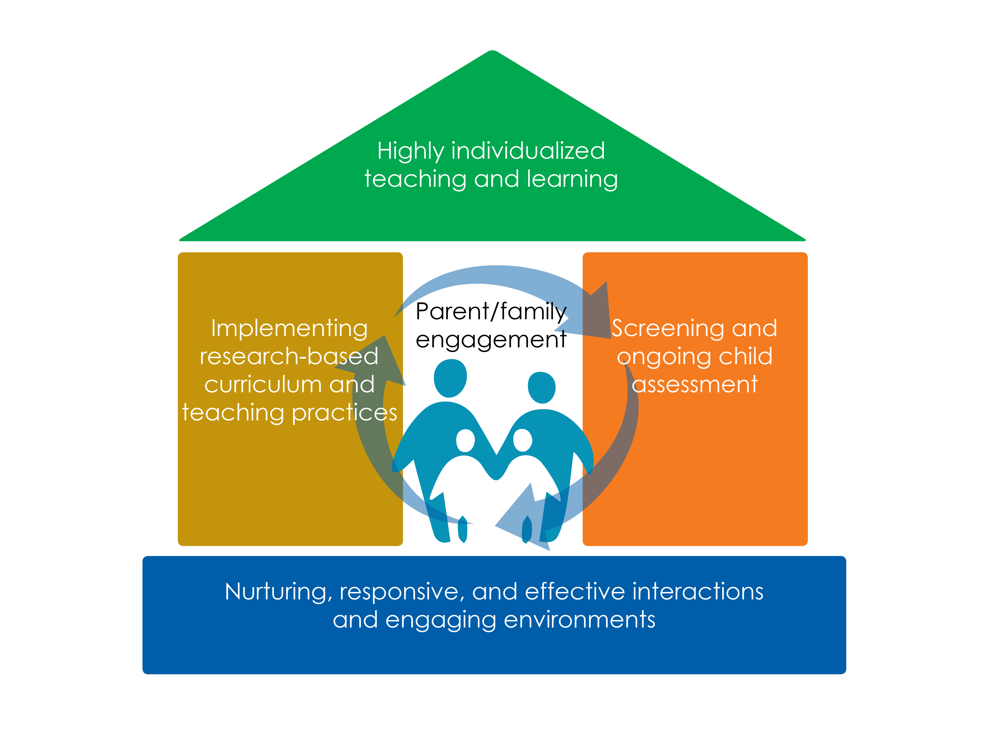 Highly individualized
teaching and learning
Implementing
research-based
curriculum and
teaching practices
Parent/family
engagement
Screening and
ongoing child
assessment
Nurturing, responsive, and effective interactions
and engaging environments